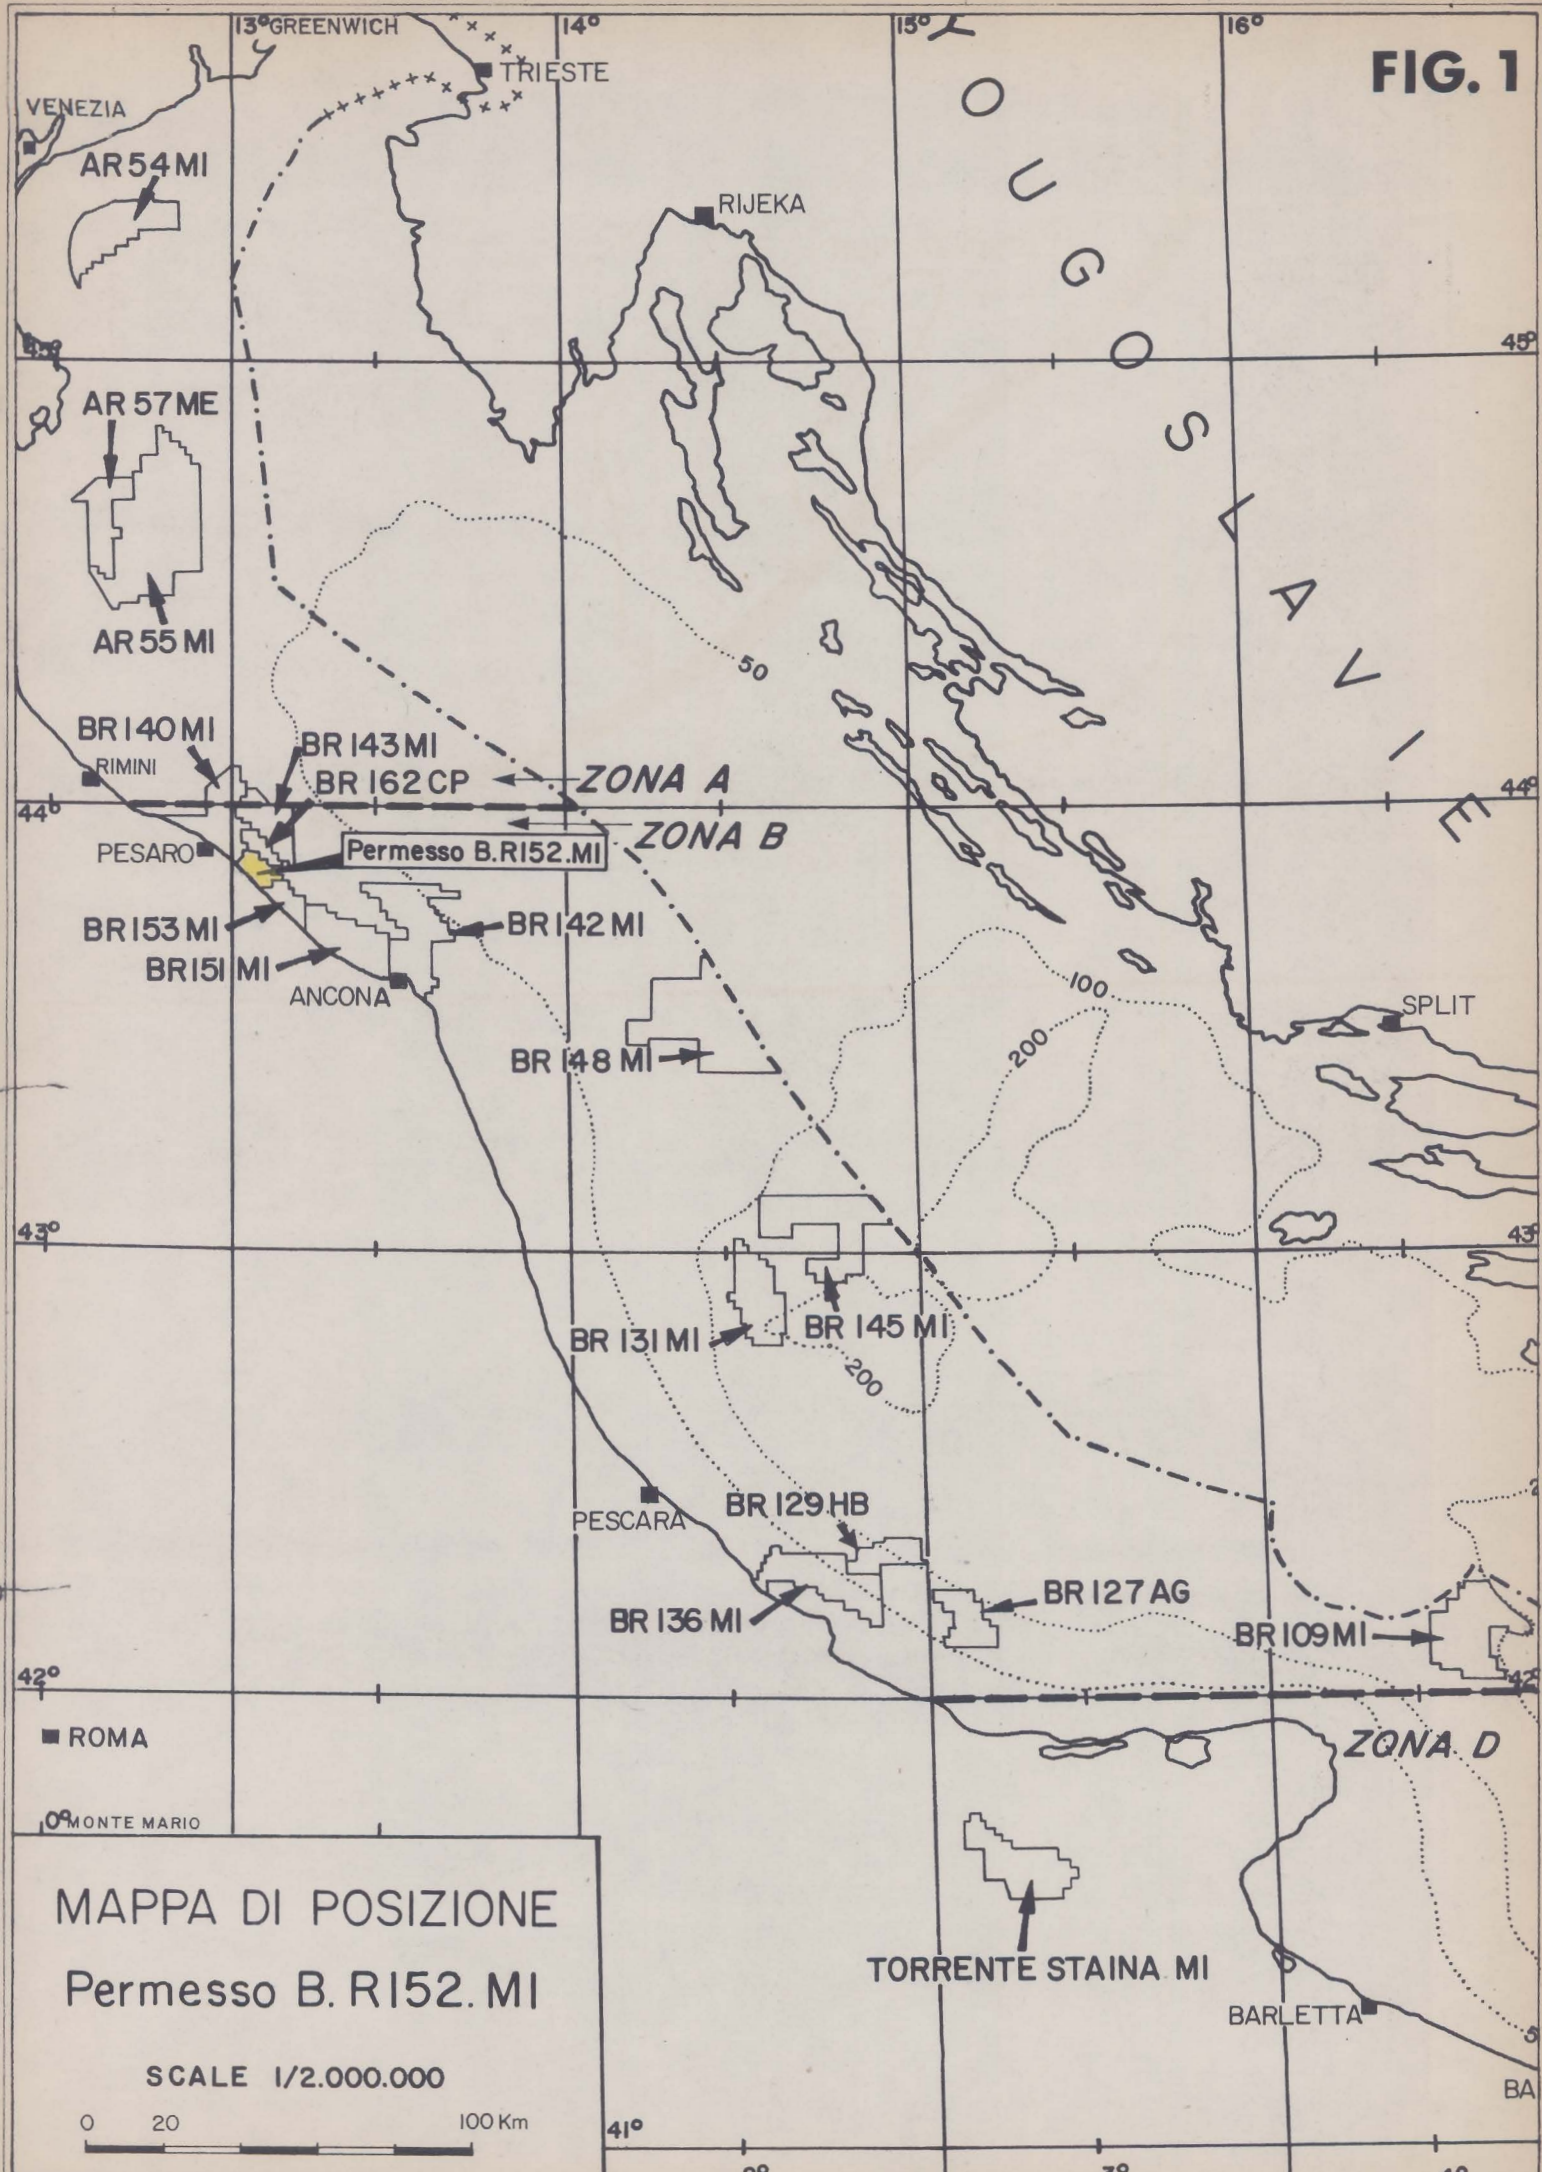 13° GREENWICH
14°
15°
16°
FIG. 1
TRIESTE
VENEZIA
AR 54 MI
RIJEKA
YOUGOSLAVIE
45°
45°
AR 57 ME
AR 55 MI
50
BR 140 MI
BR 143 MI
RIMINI
BR 162 CP
ZONA A
44°
44°
ZONA B
PESARO
Permesso B.R152.MI
BR 153 MI
BR 142 MI
BR 151 MI
ANCONA
100
SPLIT
200
BR 148 MI
43°
43°
BR 131 MI
BR 145 MI
200
BR 129 HB
PESCARA
BR 127 AG
BR 136 MI
BR 109 MI
42°
42°
ROMA
ZONA D
0° MONTE MARIO
MAPPA DI POSIZIONE
TORRENTE STAINA MI
Permesso B. R152. MI
BARLETTA
SCALE 1/2.000.000
BA
0 20 100 Km
41°